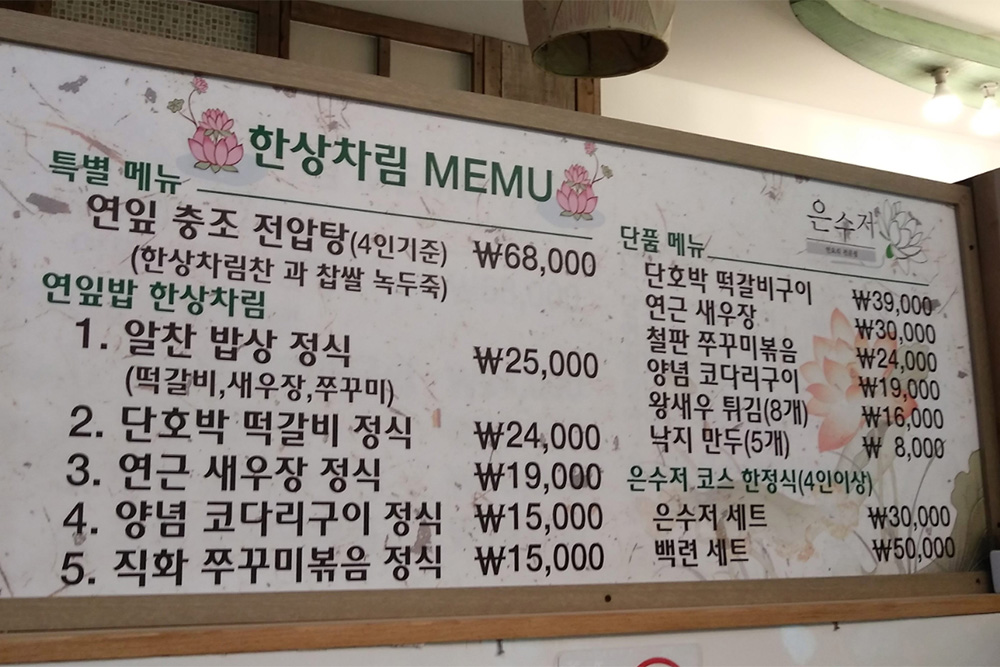 한상차림 MEMU
특별 메뉴
연잎 충조 전압탕(4인기준) ₩68,000
(한상차림찬 과 찹쌀 녹두죽)
연잎밥 한상차림
1. 알찬 밥상 정식 ₩25,000
(떡갈비,새우장,쭈꾸미)
2. 단호박 떡갈비 정식 ₩24,000
3. 연근 새우장 정식 ₩19,000
4. 양념 코다리구이 정식 ₩15,000
5. 직화 쭈꾸미볶음 정식 ₩15,000
은수저
단품 메뉴
단호박 떡갈비구이 ₩39,000
연근 새우장 ₩30,000
철판 쭈꾸미볶음 ₩24,000
양념 코다리구이 ₩19,000
왕새우 튀김(8개) ₩16,000
낙지 만두(5개) ₩ 8,000
은수저 코스 한정식(4인이상)
은수저 세트 ₩30,000
백련 세트 ₩50,000